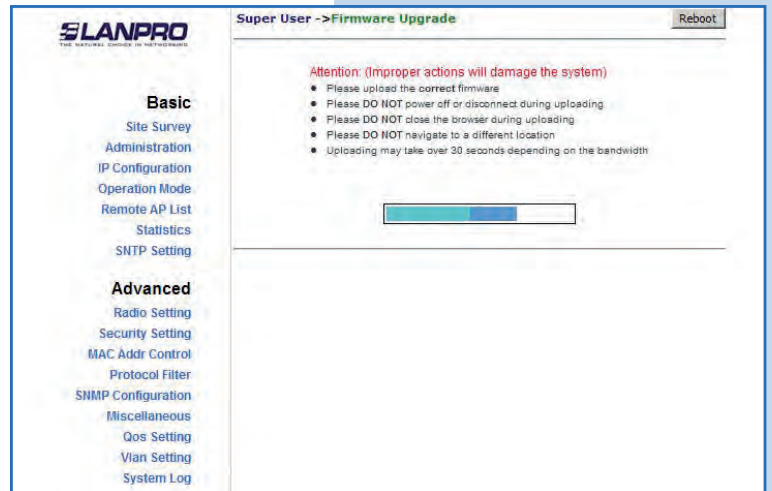 LANPRO
THE NATURAL CHOICE IN NETWORKING
Super User ->Firmware Upgrade
Reboot
Attention: (Improper actions will damage the system)
• Please upload the correct firmware
• Please DO NOT power off or disconnect during uploading
• Please DO NOT close the browser during uploading
• Please DO NOT navigate to a different location
• Uploading may take over 30 seconds depending on the bandwidth
Basic
Site Survey
Administration
IP Configuration
Operation Mode
Remote AP List
Statistics
SNTP Setting
Advanced
Radio Setting
Security Setting
MAC Addr Control
Protocol Filter
SNMP Configuration
Miscellaneous
Qos Setting
Vlan Setting
System Log